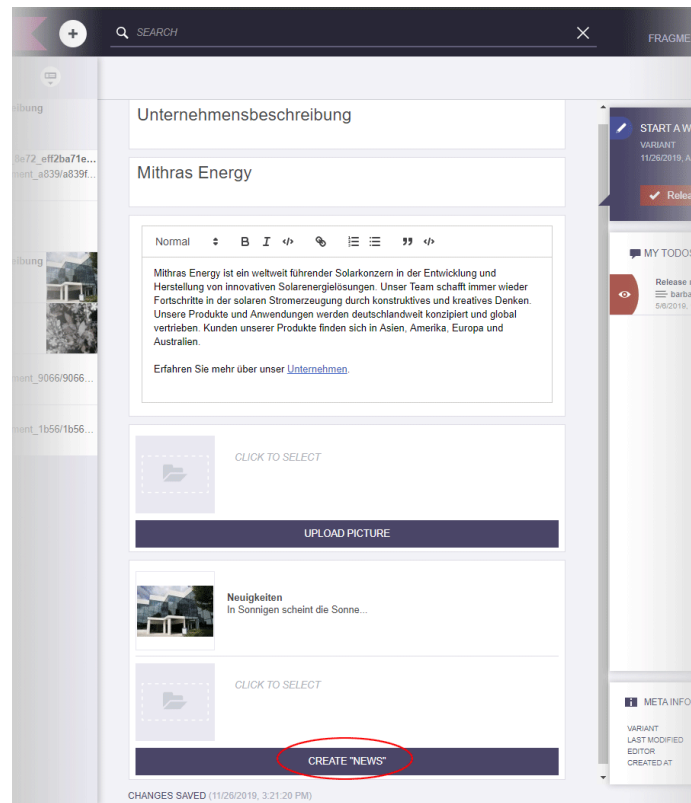 SEARCH
FRAGME
eibung
8e72_eff2ba71e...
ment_a839/a839f...
eibung
ment_9066/9066...
ment_1b56/1b56...
Unternehmensbeschreibung
Mithras Energy
Normal
Mithras Energy ist ein weltweit führender Solarkonzern in der Entwicklung und
Herstellung von innovativen Solarenergielösungen. Unser Team schafft immer wieder
Fortschritte in der solaren Stromerzeugung durch konstruktives und kreatives Denken.
Unsere Produkte und Anwendungen werden deutschlandweit konzipiert und global
vertrieben. Kunden unserer Produkte finden sich in Asien, Amerika, Europa und
Australien.
Erfahren Sie mehr über unser Unternehmen.
CLICK TO SELECT
UPLOAD PICTURE
Neuigkeiten
In Sonnigen scheint die Sonne...
CLICK TO SELECT
CREATE "NEWS"
CHANGES SAVED (11/26/2019, 3:21:20 PM)
START A W
VARIANT
11/26/2019, A
Relea
MY TODOS
Release
barba
5/8/2019,
META INFO
VARIANT
LAST MODIFIED
EDITOR
CREATED AT